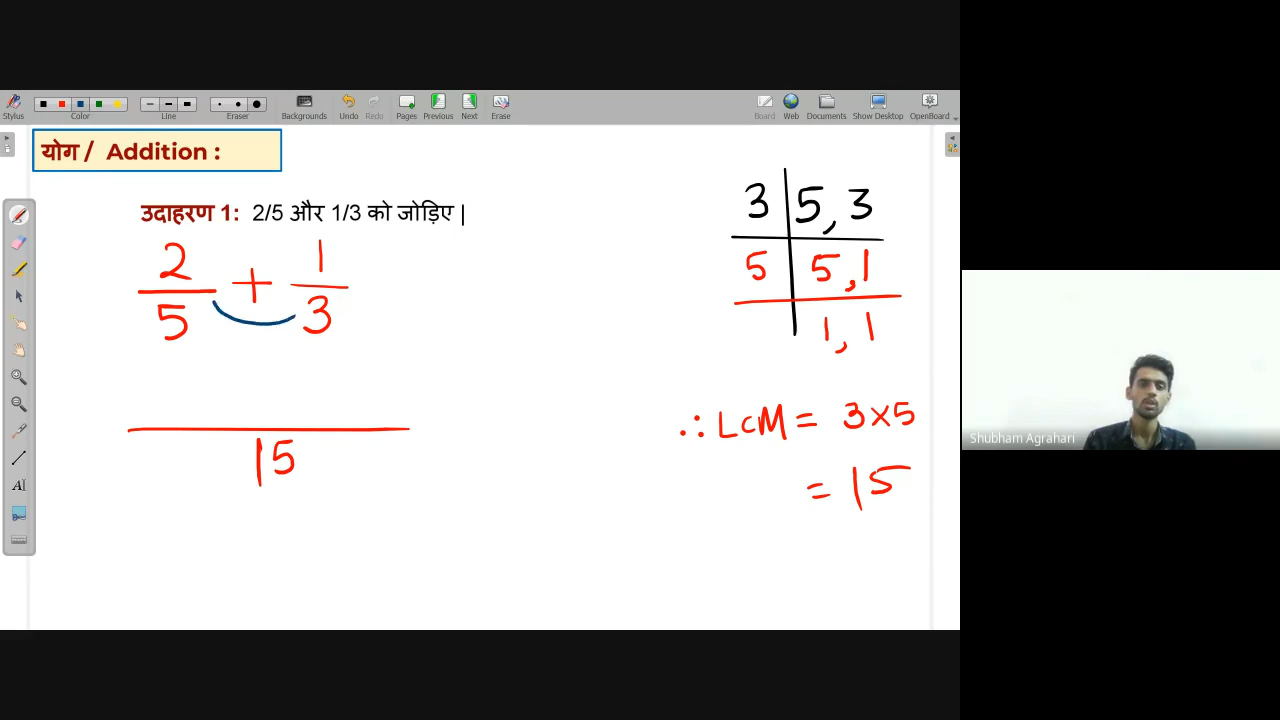 Stylus Color Line Eraser Backgrounds Undo Redo Pages Previous Next Erase Board Web Documents Show Desktop OpenBoard
योग / Addition :
उदाहरण 1: 2/5 और 1/3 को जोड़िए |
2/5 + 1/3
15
3 | 5, 3
5 | 5, 1
1, 1
∴ LCM = 3×5
= 15
Shubham Agrahari